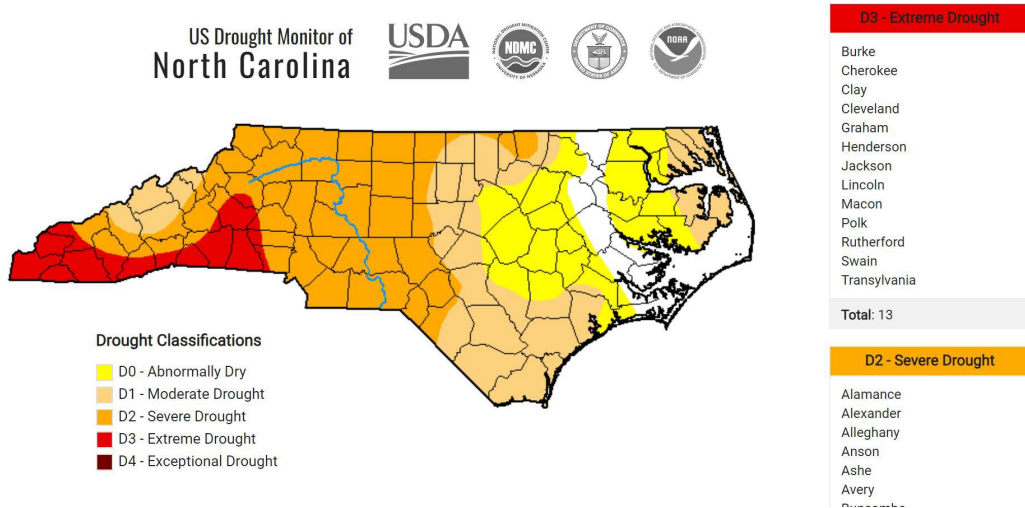 US Drought Monitor of
North Carolina
USDA
NDMC
NOAA
Drought Classifications
D0 - Abnormally Dry
D1 - Moderate Drought
D2 - Severe Drought
D3 - Extreme Drought
D4 - Exceptional Drought
D3 - Extreme Drought
Burke
Cherokee
Clay
Cleveland
Graham
Henderson
Jackson
Lincoln
Macon
Polk
Rutherford
Swain
Transylvania
Total: 13
D2 - Severe Drought
Alamance
Alexander
Alleghany
Anson
Ashe
Avery